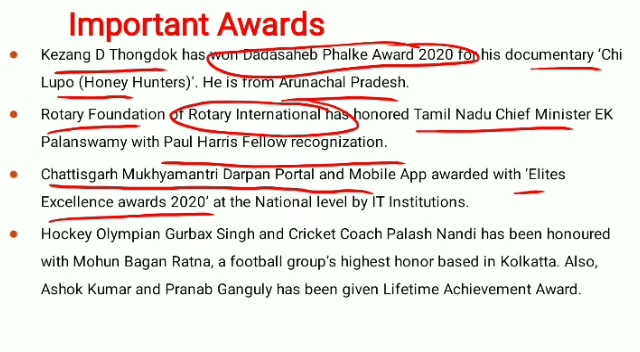 Important Awards
Kezang D Thongdok has won Dadasaheb Phalke Award 2020 for his documentary ‘Chi
Lupo (Honey Hunters)’. He is from Arunachal Pradesh.
Rotary Foundation of Rotary International has honored Tamil Nadu Chief Minister EK
Palanswamy with Paul Harris Fellow recognization.
Chattisgarh Mukhyamantri Darpan Portal and Mobile App awarded with ‘Elites
Excellence awards 2020’ at the National level by IT Institutions.
Hockey Olympian Gurbax Singh and Cricket Coach Palash Nandi has been honoured
with Mohun Bagan Ratna, a football group’s highest honor based in Kolkatta. Also,
Ashok Kumar and Pranab Ganguly has been given Lifetime Achievement Award.